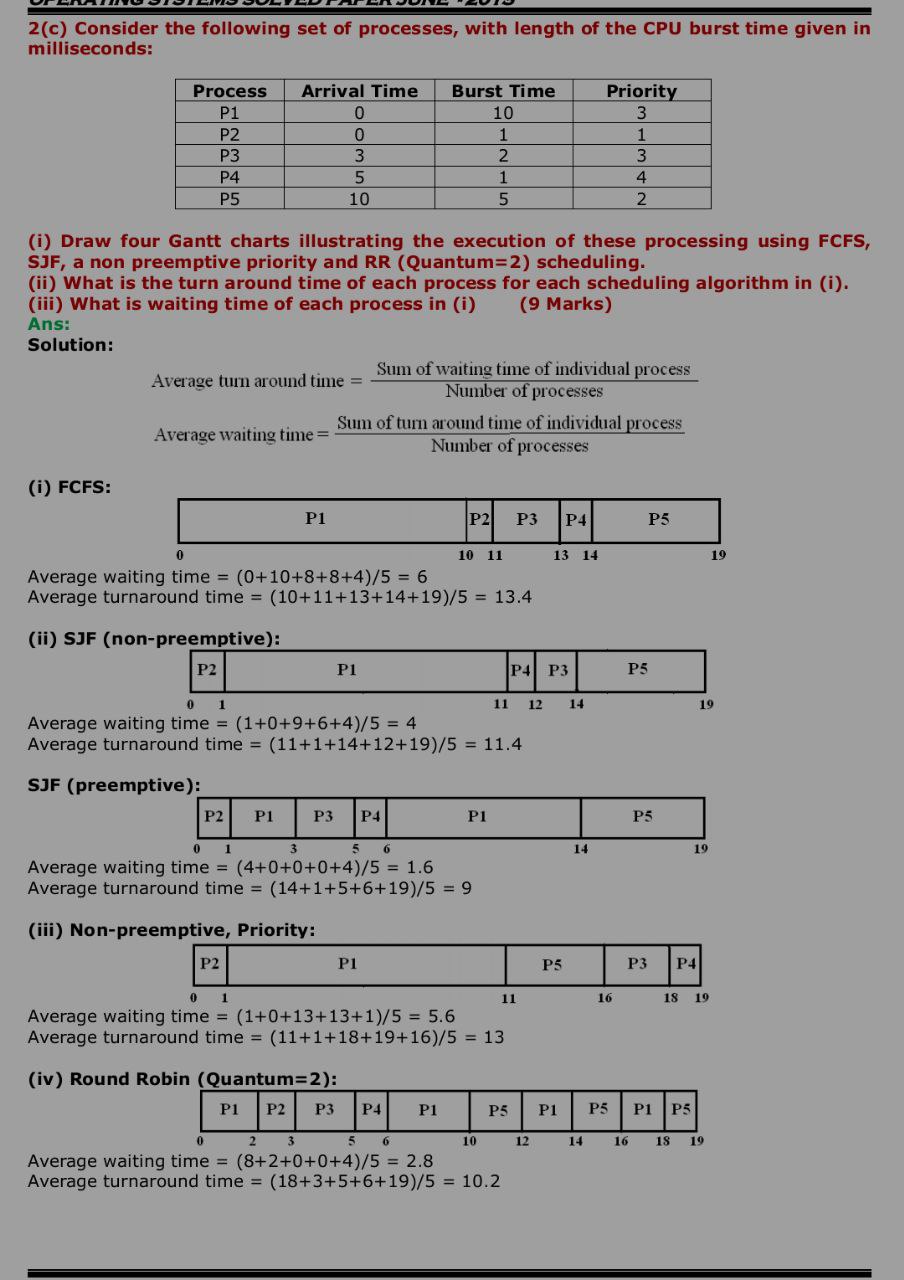 OPERATING SYSTEMS SOLVED PAPER JUNE - 2013
2(c) Consider the following set of processes, with length of the CPU burst time given in
milliseconds:
Process Arrival Time Burst Time Priority
P1 0 10 3
P2 0 1 1
P3 3 2 3
P4 5 1 4
P5 10 5 2
(i) Draw four Gantt charts illustrating the execution of these processing using FCFS,
SJF, a non preemptive priority and RR (Quantum=2) scheduling.
(ii) What is the turn around time of each process for each scheduling algorithm in (i).
(iii) What is waiting time of each process in (i) (9 Marks)
Ans:
Solution:
Average turn around time = Sum of waiting time of individual process
Number of processes
Average waiting time = Sum of turn around time of individual process
Number of processes
(i) FCFS:
P1 P2 P3 P4 P5
0 10 11 13 14 19
Average waiting time = (0+10+8+8+4)/5 = 6
Average turnaround time = (10+11+13+14+19)/5 = 13.4
(ii) SJF (non-preemptive):
P2 P1 P4 P3 P5
0 1 11 12 14 19
Average waiting time = (1+0+9+6+4)/5 = 4
Average turnaround time = (11+1+14+12+19)/5 = 11.4
SJF (preemptive):
P2 P1 P3 P4 P1 P5
0 1 3 5 6 14 19
Average waiting time = (4+0+0+0+4)/5 = 1.6
Average turnaround time = (14+1+5+6+19)/5 = 9
(iii) Non-preemptive, Priority:
P2 P1 P5 P3 P4
0 1 11 16 18 19
Average waiting time = (1+0+13+13+1)/5 = 5.6
Average turnaround time = (11+1+18+19+16)/5 = 13
(iv) Round Robin (Quantum=2):
P1 P2 P3 P4 P1 P5 P1 P5 P1 P5
0 2 3 5 6 10 12 14 16 18 19
Average waiting time = (8+2+0+0+4)/5 = 2.8
Average turnaround time = (18+3+5+6+19)/5 = 10.2